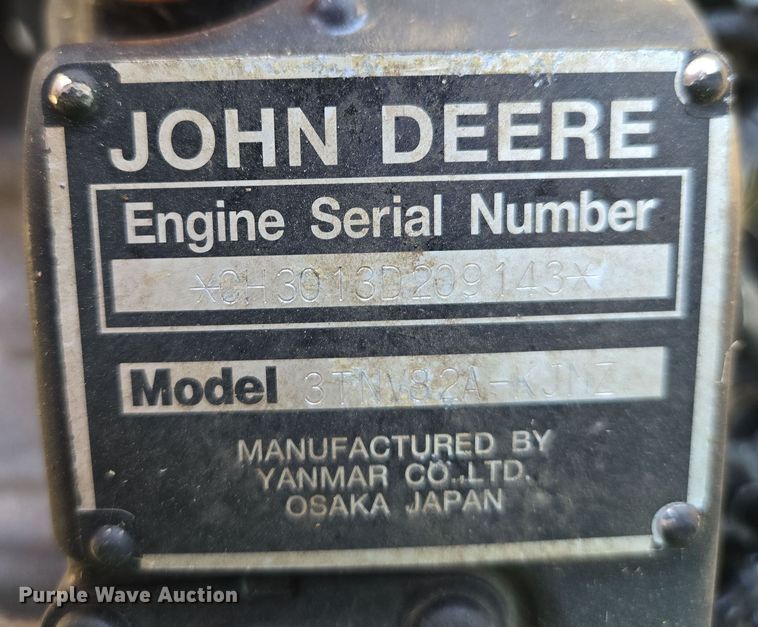 JOHN DEERE
Engine Serial Number
*CH3013D209143*
Model 3TNV82A-KJNZ
MANUFACTURED BY
YANMAR CO.,LTD.
OSAKA JAPAN
Purple Wave Auction